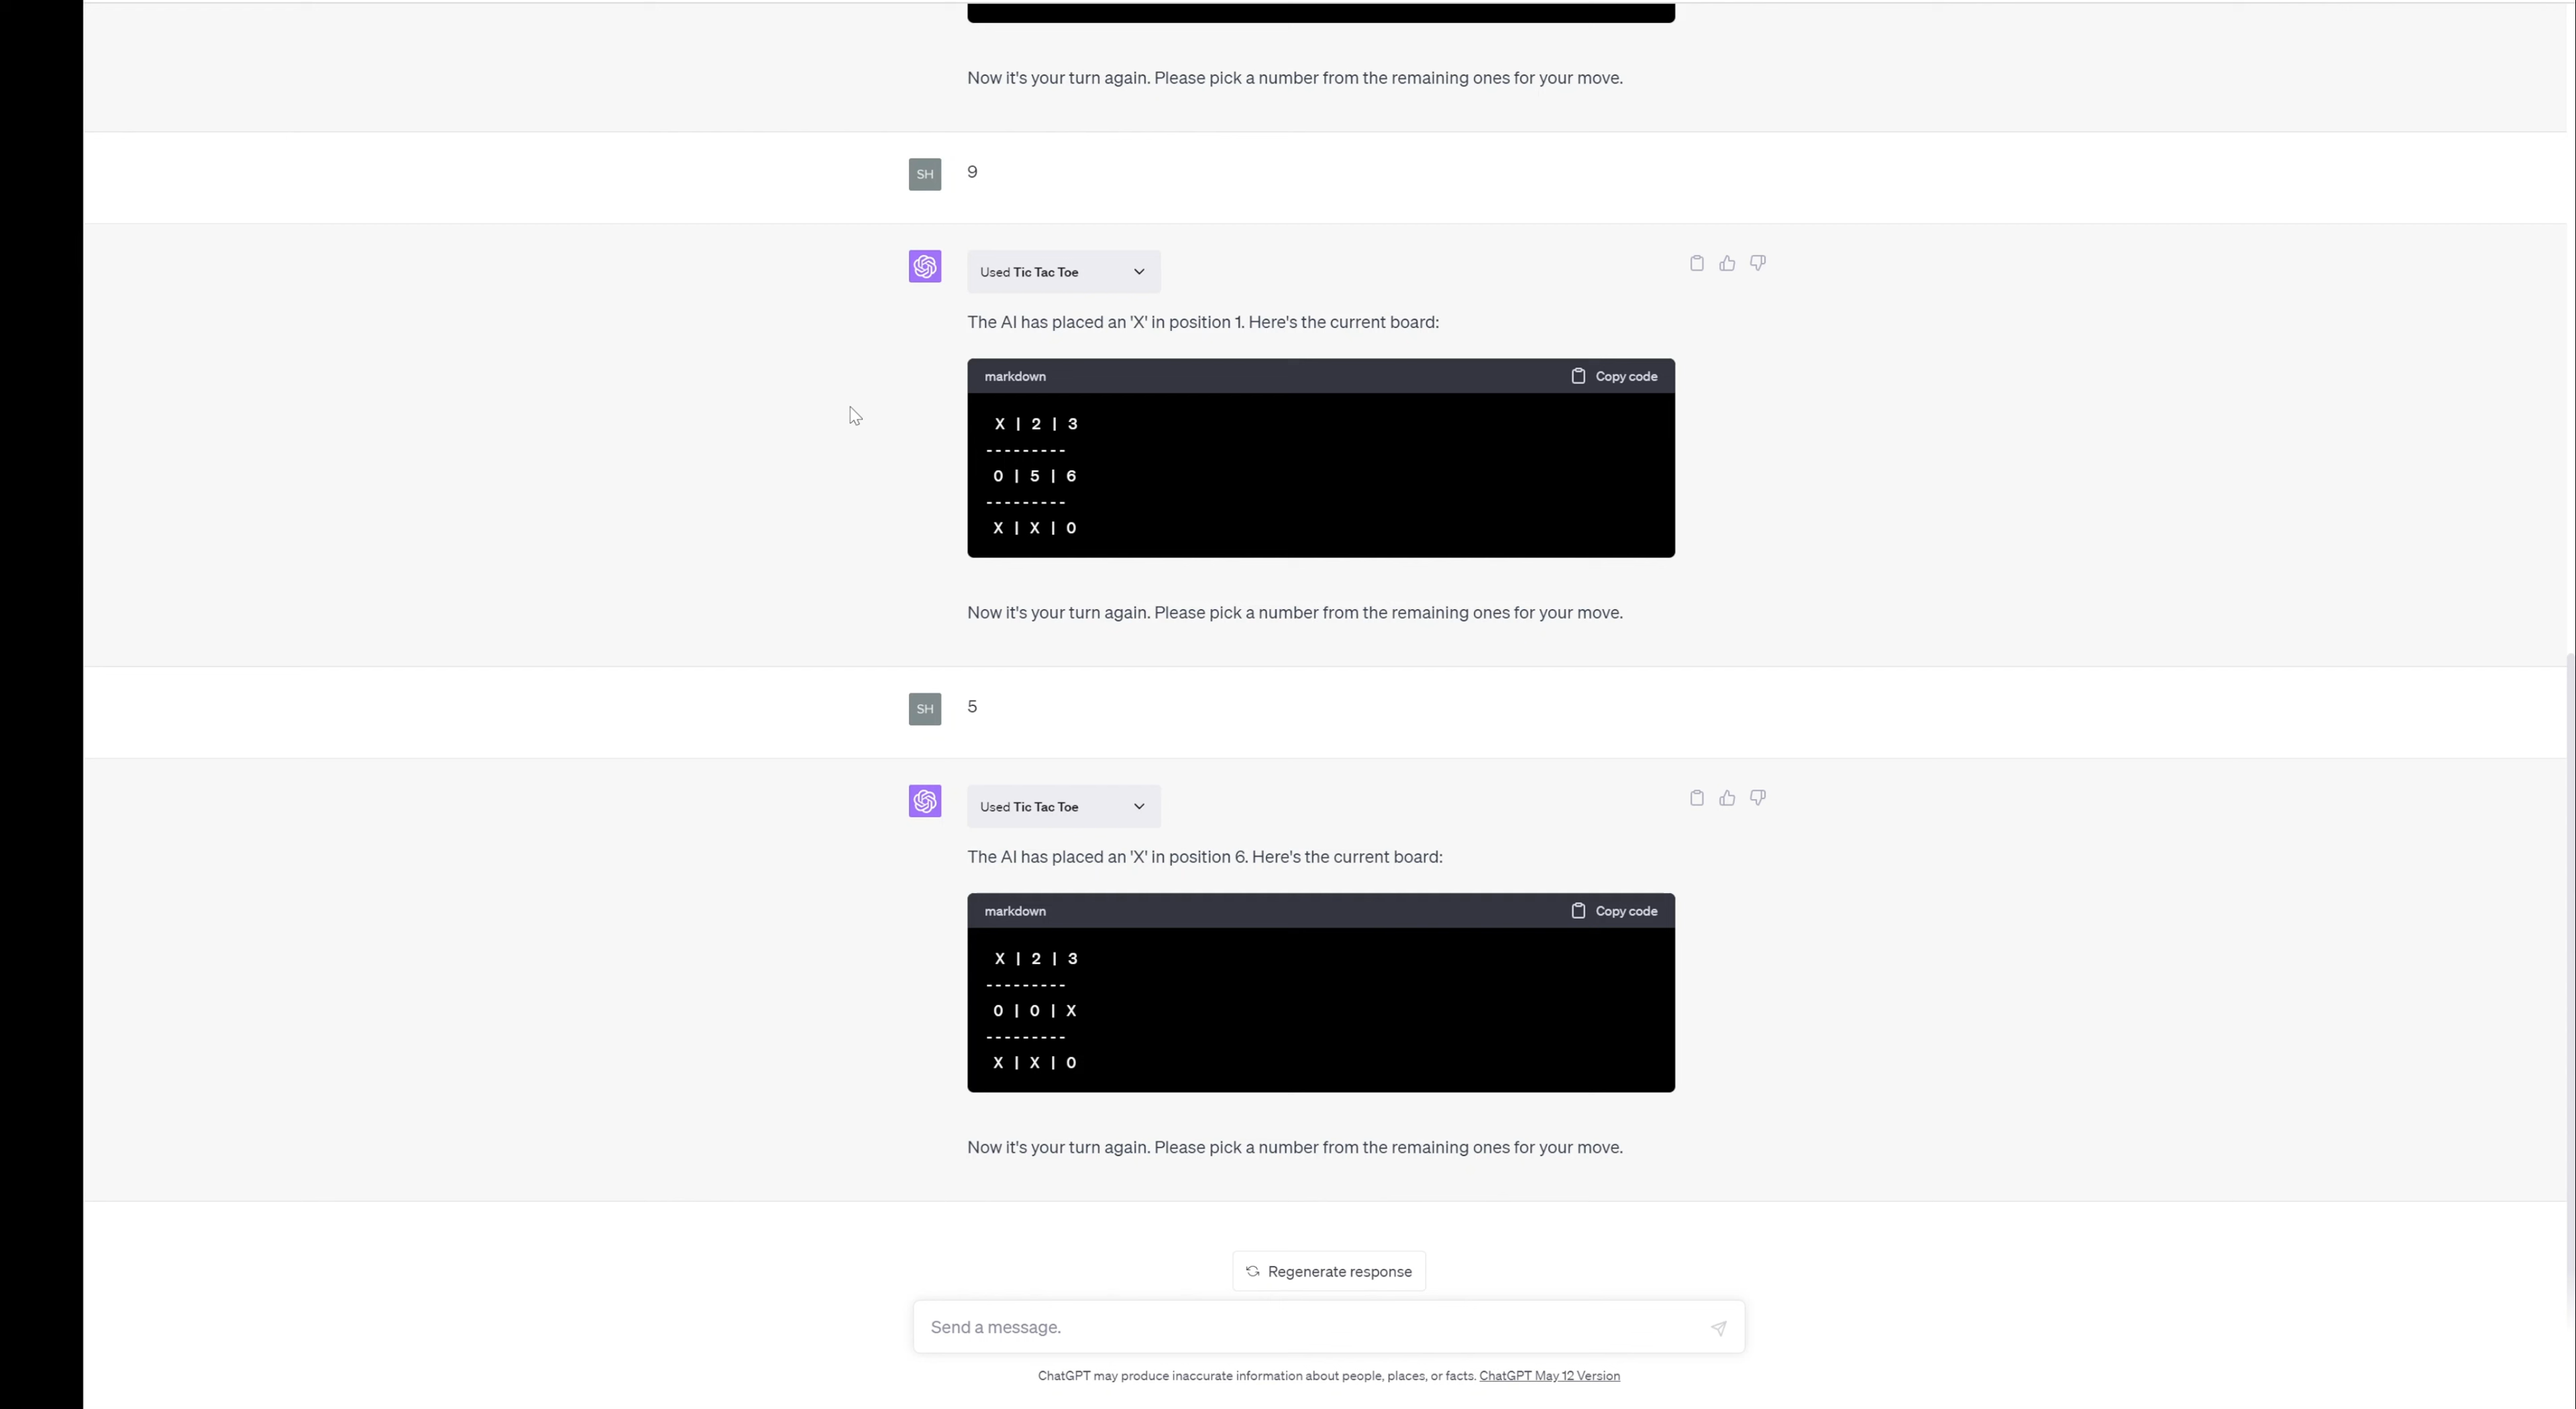 Now it's your turn again. Please pick a number from the remaining ones for your move.
SH
9
Used Tic Tac Toe
The AI has placed an 'X' in position 1. Here's the current board:
markdown Copy code
X | 2 | 3
---------
O | 5 | 6
---------
X | X | O
Now it's your turn again. Please pick a number from the remaining ones for your move.
SH
5
Used Tic Tac Toe
The AI has placed an 'X' in position 6. Here's the current board:
markdown Copy code
X | 2 | 3
---------
O | O | X
---------
X | X | O
Now it's your turn again. Please pick a number from the remaining ones for your move.
Regenerate response
Send a message.
ChatGPT may produce inaccurate information about people, places, or facts. ChatGPT May 12 Version